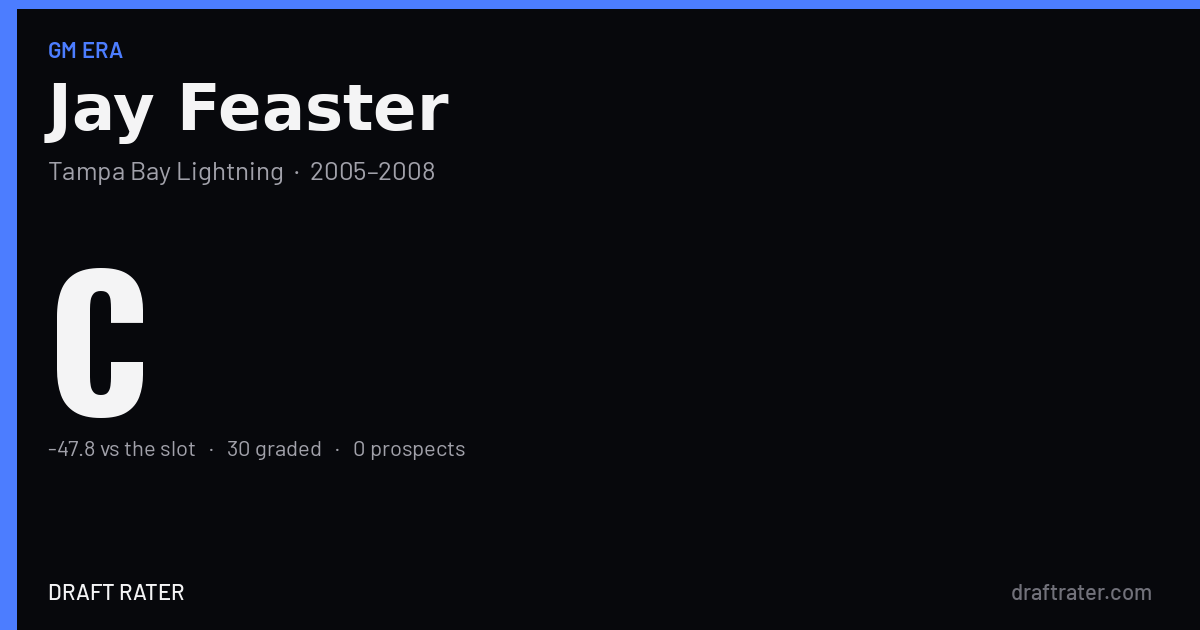 GM ERA
Jay Feaster
Tampa Bay Lightning · 2005–2008
C
-47.8 vs the slot · 30 graded · 0 prospects
DRAFT RATER
draftrater.com